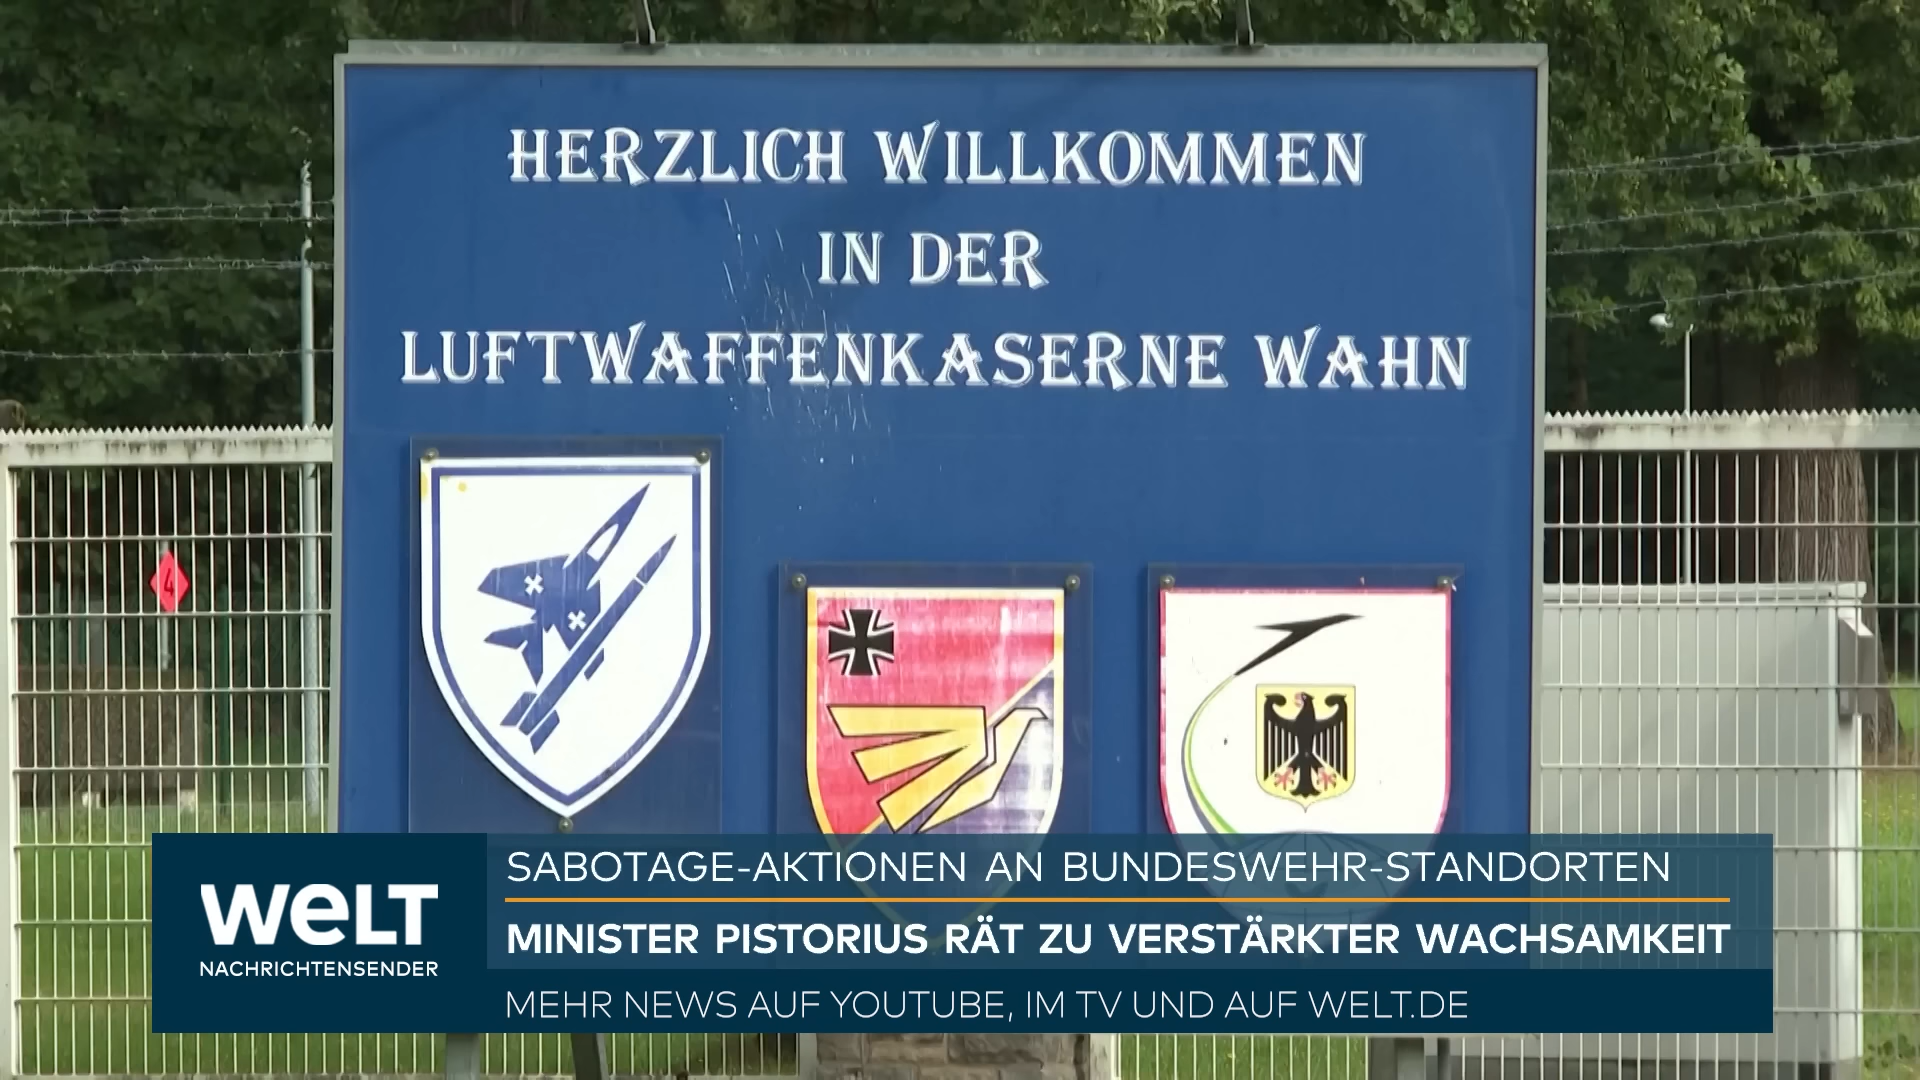 HERZLICH WILLKOMMEN
IN DER
LUFTWAFFENKASERNE WAHN
4
SABOTAGE-AKTIONEN AN BUNDESWEHR-STANDORTEN
MINISTER PISTORIUS RÄT ZU VERSTÄRKTER WACHSAMKEIT
MEHR NEWS AUF YOUTUBE, IM TV UND AUF WELT.DE
WELT
NACHRICHTENSENDER